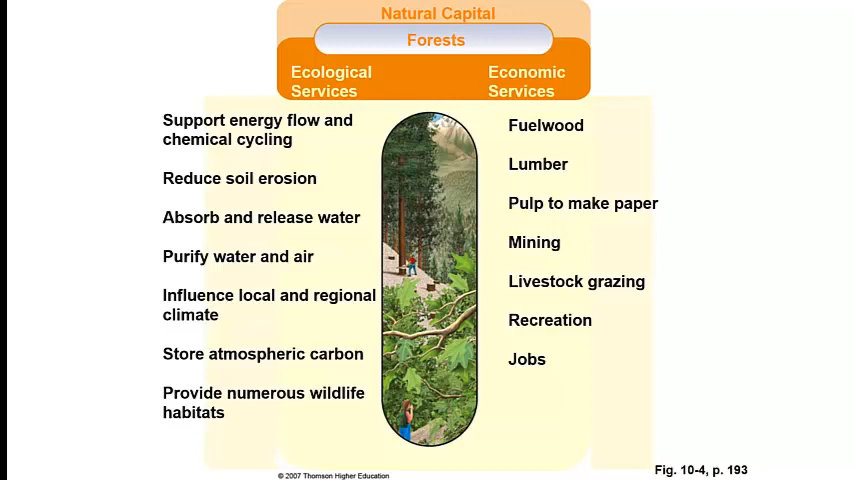 Natural Capital
Forests
Ecological
Services
Economic
Services
Support energy flow and
chemical cycling
Reduce soil erosion
Absorb and release water
Purify water and air
Influence local and regional
climate
Store atmospheric carbon
Provide numerous wildlife
habitats
Fuelwood
Lumber
Pulp to make paper
Mining
Livestock grazing
Recreation
Jobs
© 2007 Thomson Higher Education
Fig. 10-4, p. 193